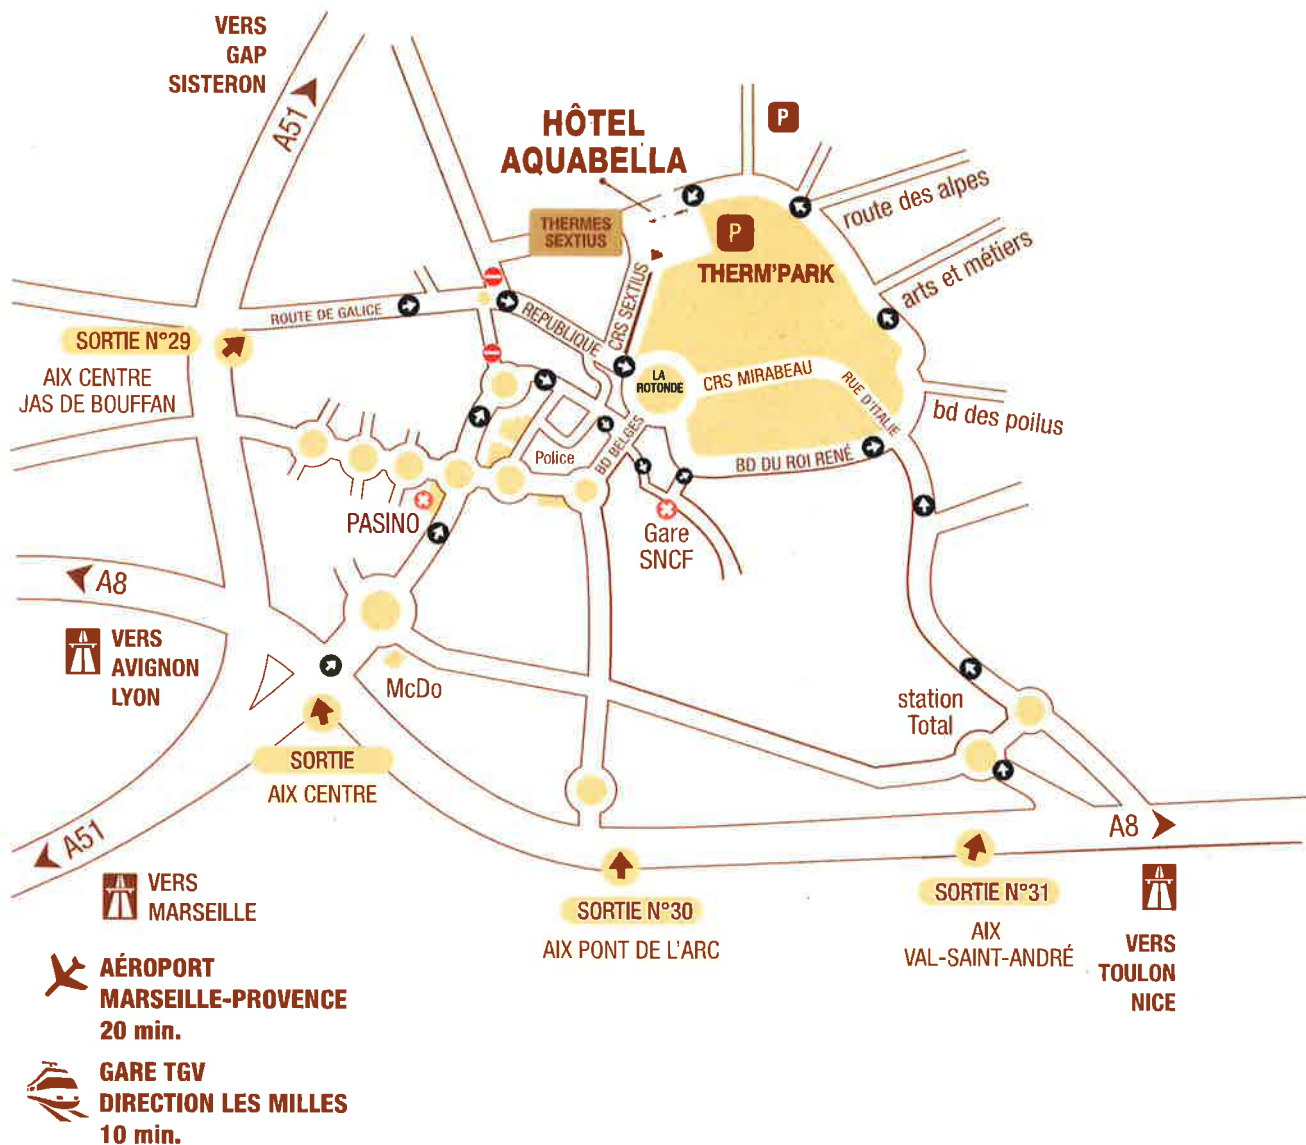 VERS
GAP
SISTERON
A51
HÔTEL
AQUABELLA
P
THERMES
SEXTIUS
P
THERM'PARK
route des alpes
arts et métiers
bd des poilus
ROUTE DE GALICE
REPUBLIQUE
CRS SEXTIUS
LA
ROTONDE
CRS MIRABEAU
RUE D'ITALIE
BD DU ROI RENÉ
BD BELGES
Police
SORTIE N°29
AIX CENTRE
JAS DE BOUFFAN
PASINO
Gare
SNCF
A8
VERS
AVIGNON
LYON
McDo
station
Total
SORTIE
AIX CENTRE
A51
VERS
MARSEILLE
SORTIE N°30
AIX PONT DE L'ARC
SORTIE N°31
AIX
VAL-SAINT-ANDRÉ
A8
VERS
TOULON
NICE
AÉROPORT
MARSEILLE-PROVENCE
20 min.
GARE TGV
DIRECTION LES MILLES
10 min.